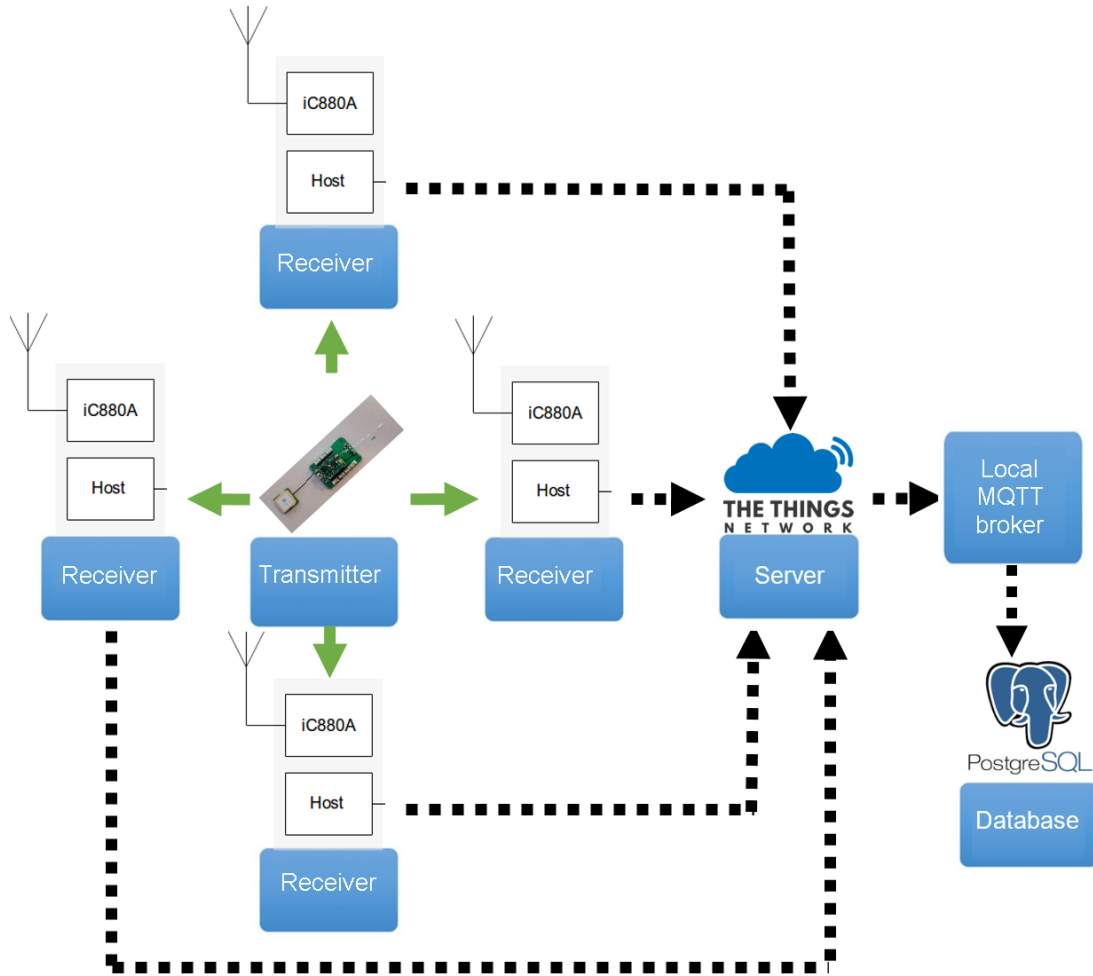 iC880A
Host
Receiver
iC880A
Host
Receiver
Transmitter
iC880A
Host
Receiver
THE THINGS
NETWORK
Server
Local
MQTT
broker
iC880A
Host
Receiver
PostgreSQL
Database